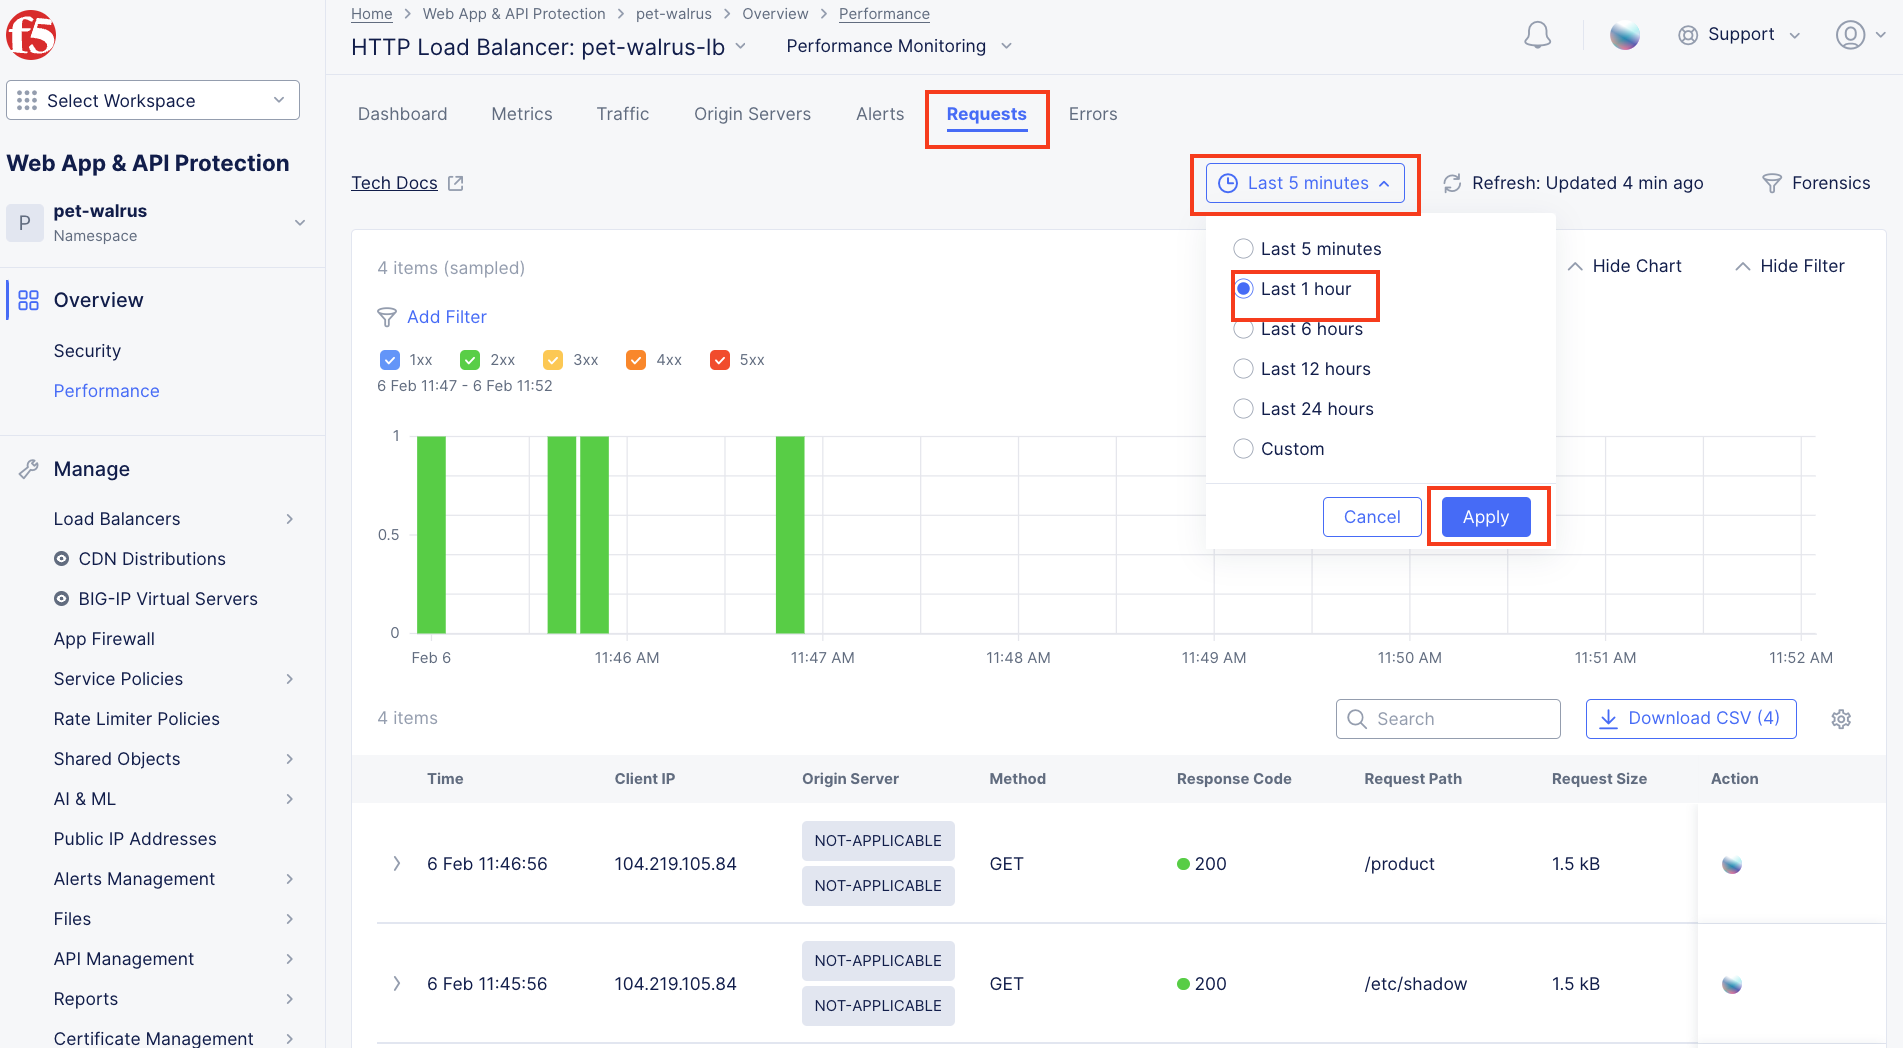 f5
Home > Web App & API Protection > pet-walrus > Overview > Performance
HTTP Load Balancer: pet-walrus-lb
Performance Monitoring
Support
Select Workspace
Web App & API Protection
P
pet-walrus
Namespace
Overview
Security
Performance
Manage
Load Balancers
CDN Distributions
BIG-IP Virtual Servers
App Firewall
Service Policies
Rate Limiter Policies
Shared Objects
AI & ML
Public IP Addresses
Alerts Management
Files
API Management
Reports
Certificate Management
Dashboard Metrics Traffic Origin Servers Alerts Requests Errors
Tech Docs
Last 5 minutes
Refresh: Updated 4 min ago
Forensics
Last 5 minutes
Last 1 hour
Last 6 hours
Last 12 hours
Last 24 hours
Custom
Cancel Apply
4 items (sampled)
Hide Chart Hide Filter
Add Filter
1xx 2xx 3xx 4xx 5xx
6 Feb 11:47 - 6 Feb 11:52
1
0.5
0
Feb 6 11:46 AM 11:47 AM 11:48 AM 11:49 AM 11:50 AM 11:51 AM 11:52 AM
4 items
Search
Download CSV (4)
Time Client IP Origin Server Method Response Code Request Path Request Size Action
NOT-APPLICABLE
6 Feb 11:46:56 104.219.105.84 GET 200 /product 1.5 kB
NOT-APPLICABLE
NOT-APPLICABLE
6 Feb 11:45:56 104.219.105.84 GET 200 /etc/shadow 1.5 kB
NOT-APPLICABLE